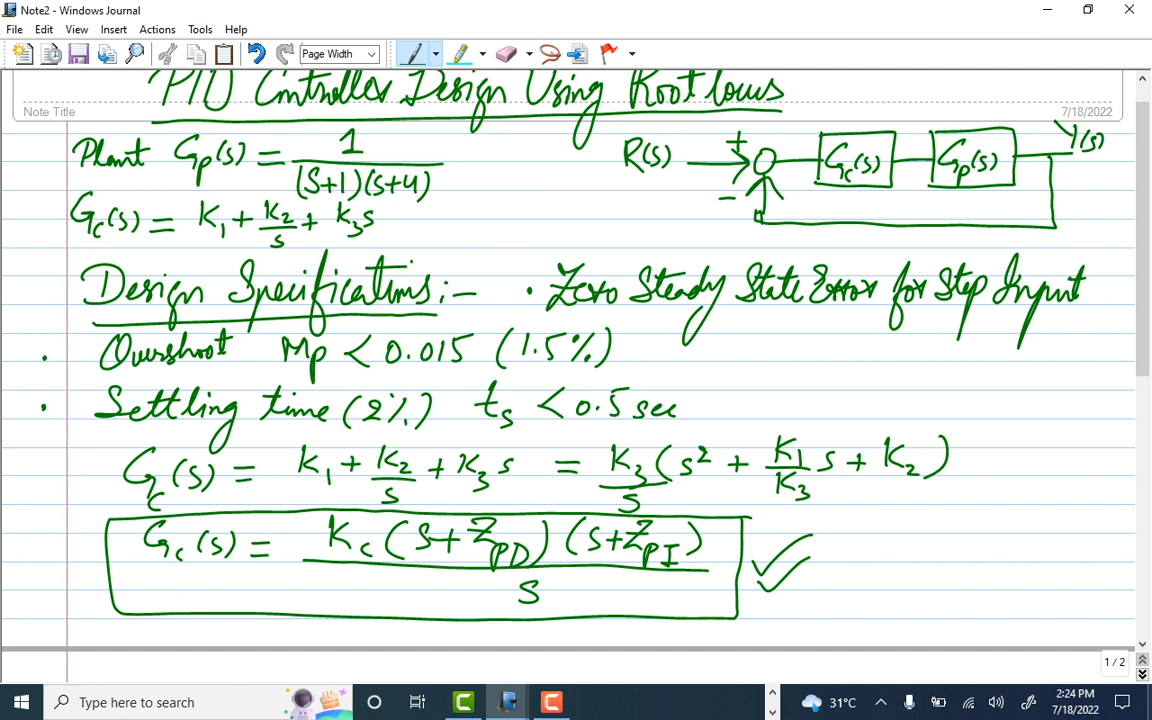 Note2 - Windows Journal
File Edit View Insert Actions Tools Help
Page Width
PID Controller Design Using Root locus
Note Title 7/18/2022
Plant Gp(s) = 1 / (S+1)(s+4)
R(s) + - Gc(s) Gp(s) Y(s)
Gc(s) = K1 + K2/s + K3s
Design Specifications :- · Zero Steady State Error for Step Input
· Overshoot Mp < 0.015 (1.5%)
· Settling time (2%) ts < 0.5 sec
Gc(s) = K1 + K2/s + K3 s = K3/s (s² + K1/K3 s + K2)
Gc(s) = Kc (s+ZPD) (s+ZPI) / s
1 / 2
Type here to search 31°C 2:24 PM
7/18/2022